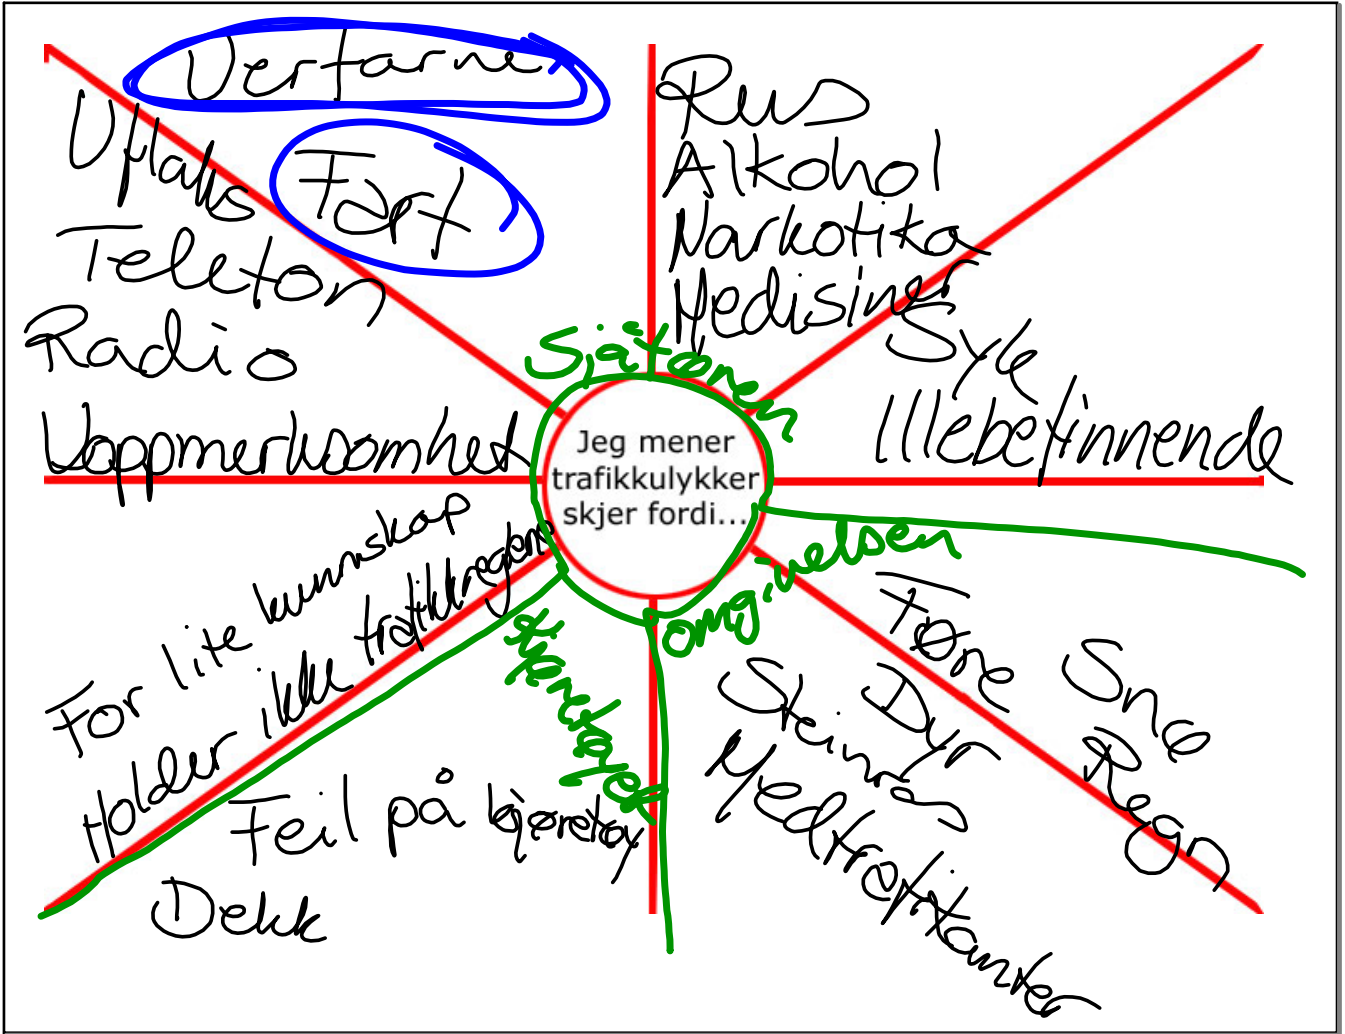 Uerfarne
Fart
Uflaks
Telefon
Radio
Uoppmerksomhet
Rus
Alkohol
Narkotika
Medisiner
Syk
Illebefinnende
Sjåføren
Jeg mener
trafikkulykker
skjer fordi...
omgivelsen
Kjøretøyet
For lite kunnskap
Holder ikke trafikkreglene
Feil på kjøretøy
Dekk
Føre
Snø
Regn
Dyr
Steinras
Medtrafikanter